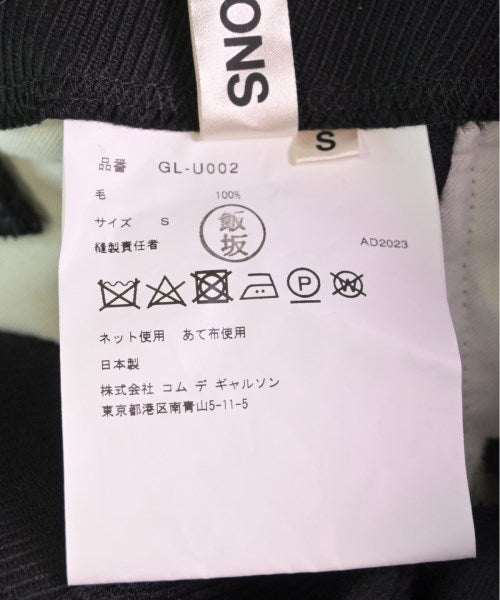 ONS
S
品番 GL-U002
毛 100%
サイズ S
飯坂
縫製責任者 AD2023
P W
ネット使用 あて布使用
日本製
株式会社 コム デ ギャルソン
東京都港区南青山5-11-5